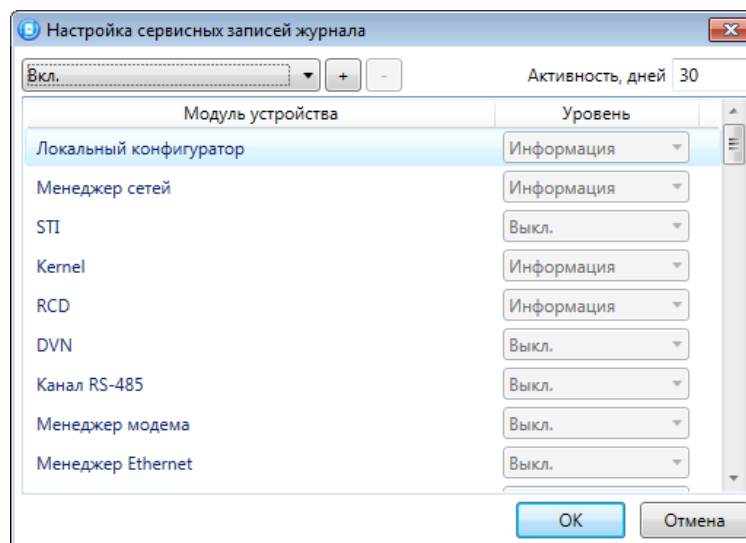 Настройка сервисных записей журнала
Вкл. + - Активность, дней 30
Модуль устройства Уровень
Локальный конфигуратор Информация
Менеджер сетей Информация
STI Выкл.
Kernel Информация
RCD Информация
DVN Выкл.
Канал RS-485 Выкл.
Менеджер модема Выкл.
Менеджер Ethernet Выкл.
OK Отмена